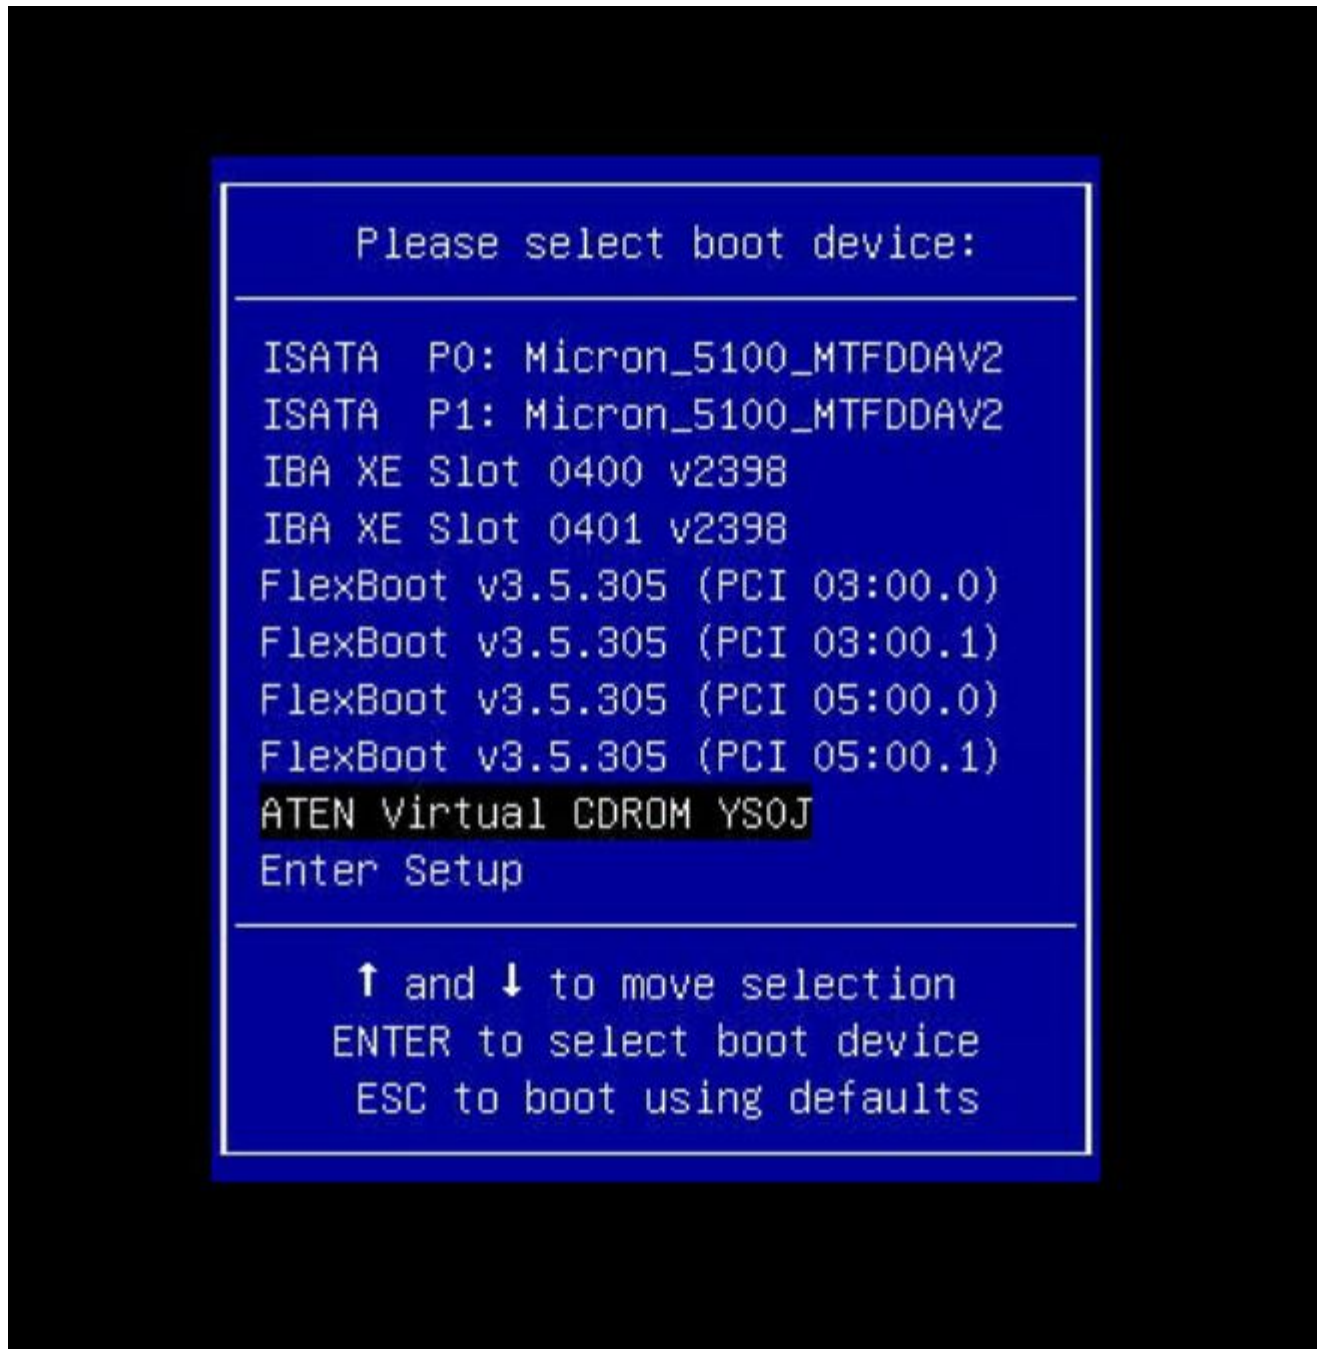 Please select boot device:
ISATA P0: Micron_5100_MTFDDAV2
ISATA P1: Micron_5100_MTFDDAV2
IBA XE Slot 0400 v2398
IBA XE Slot 0401 v2398
FlexBoot v3.5.305 (PCI 03:00.0)
FlexBoot v3.5.305 (PCI 03:00.1)
FlexBoot v3.5.305 (PCI 05:00.0)
FlexBoot v3.5.305 (PCI 05:00.1)
ATEN Virtual CDROM YS0J
Enter Setup
↑ and ↓ to move selection
ENTER to select boot device
ESC to boot using defaults